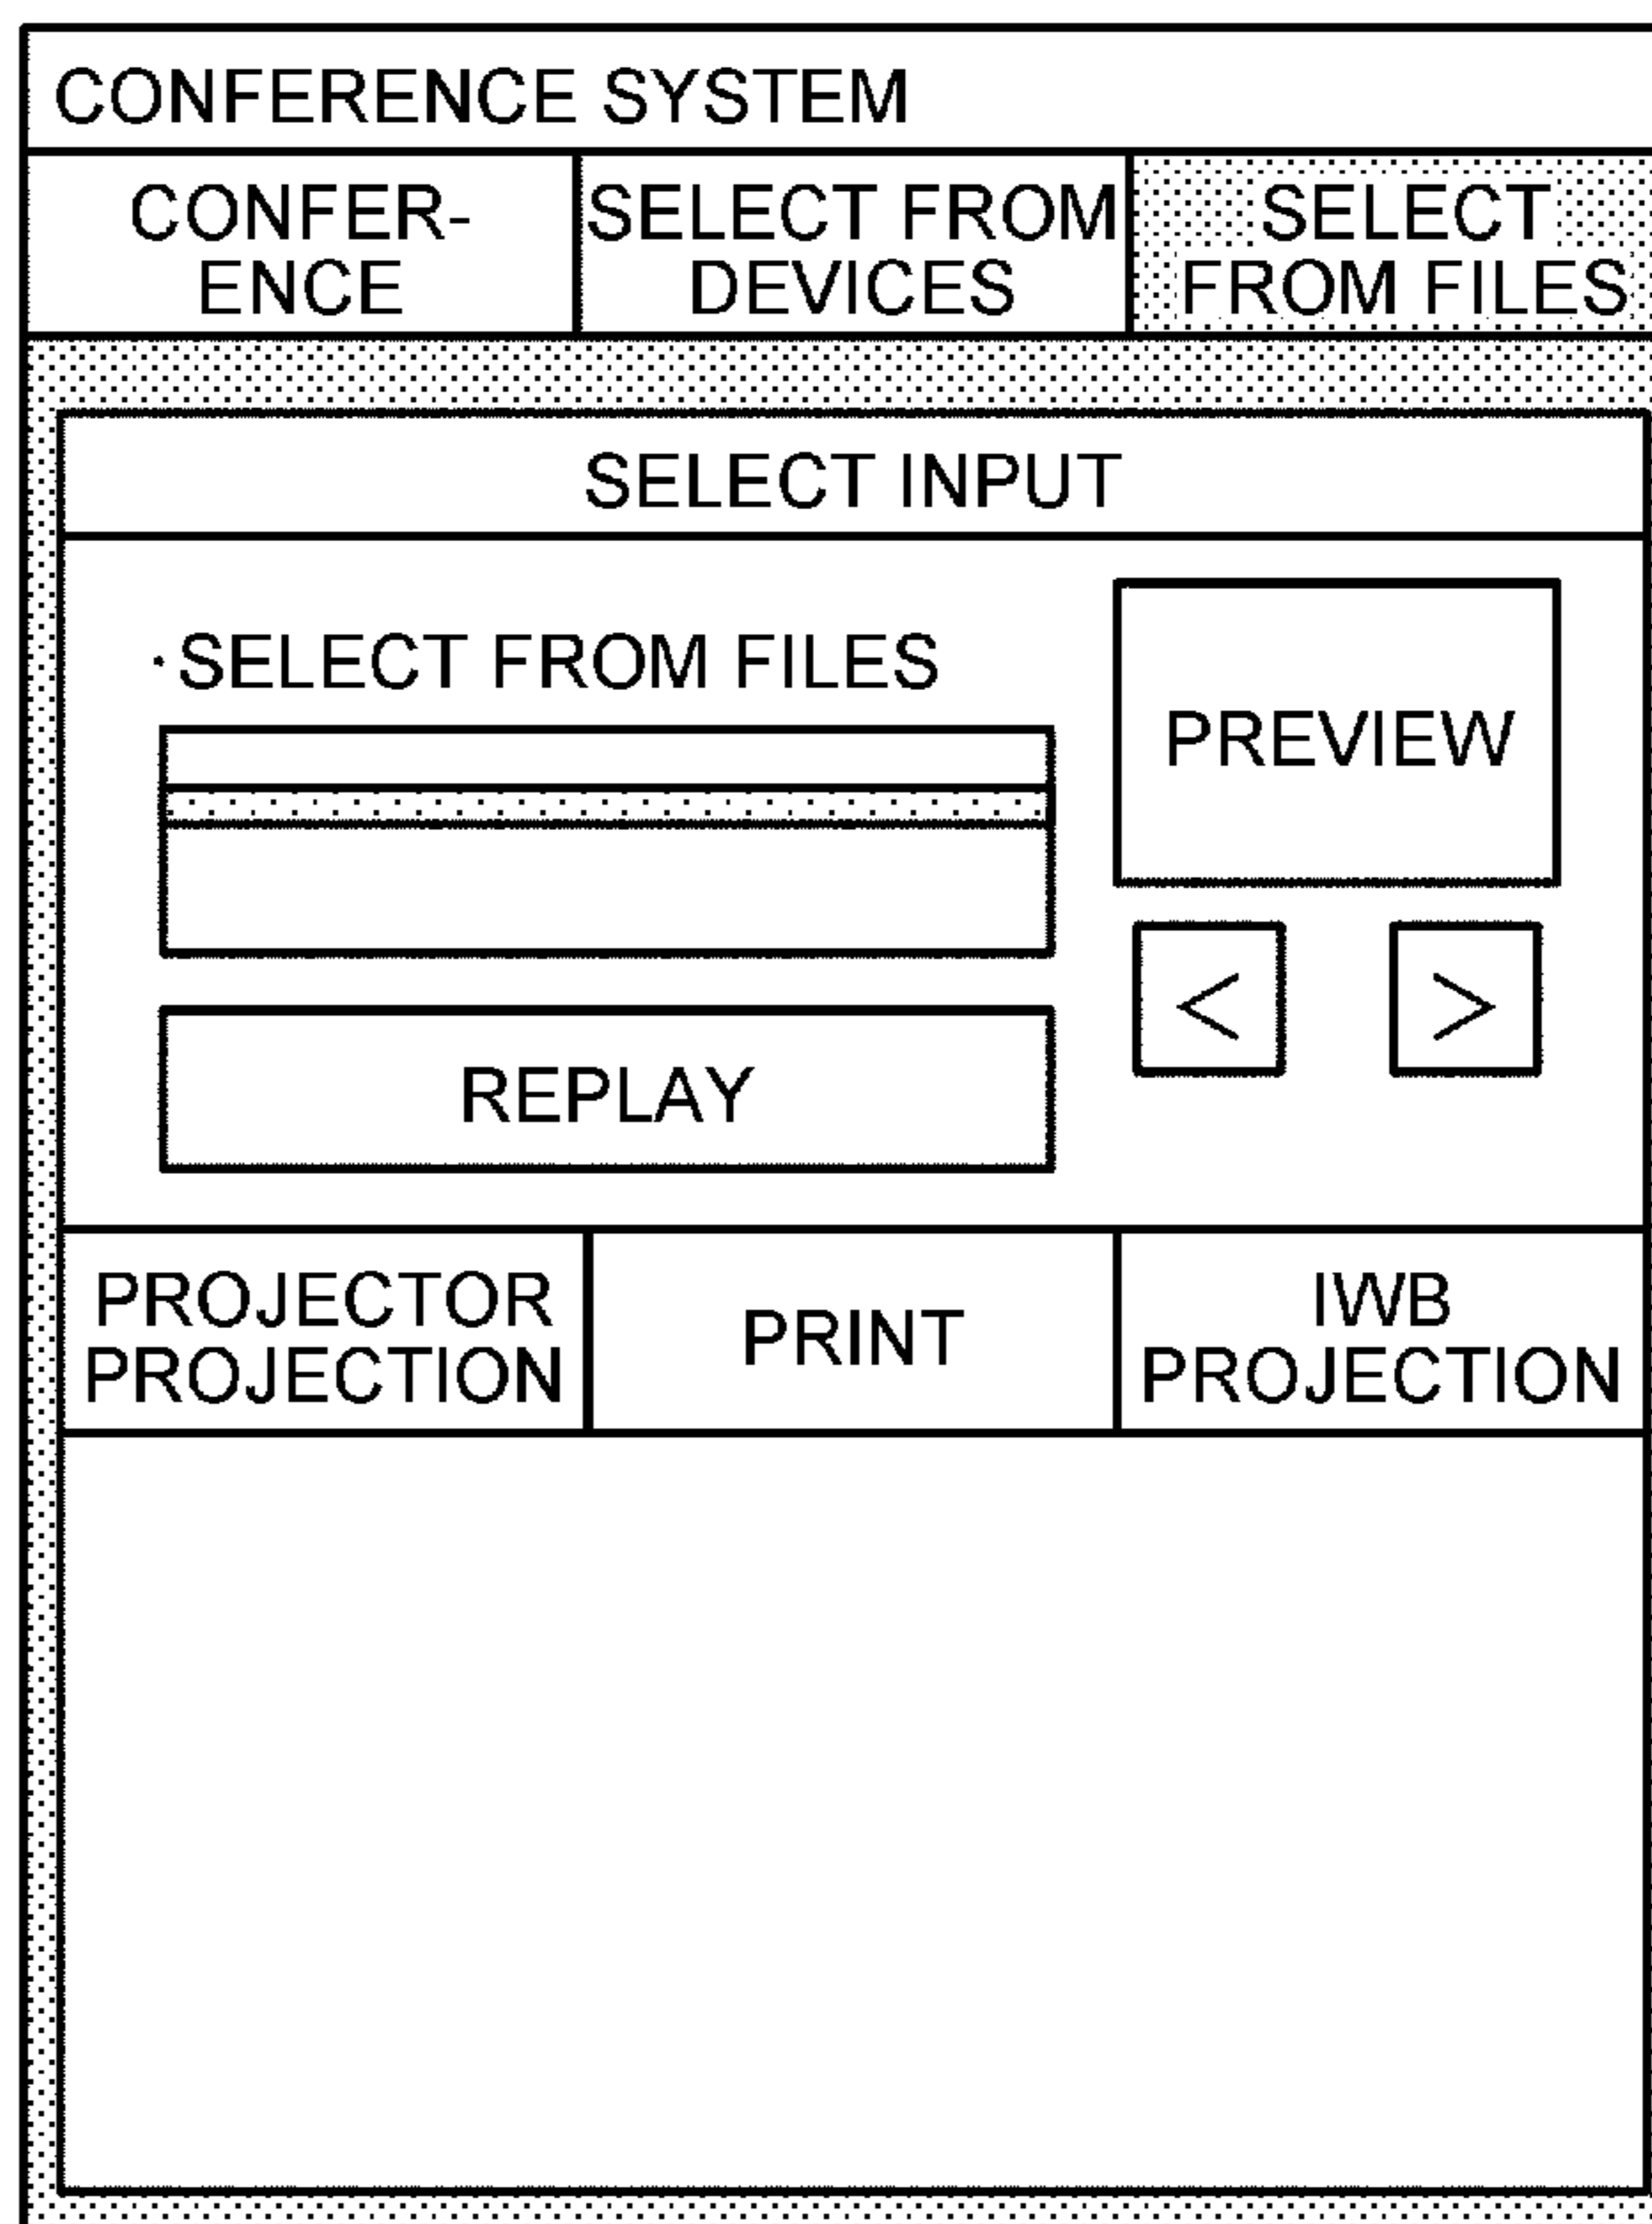 CONFERENCE SYSTEM
CONFER-
ENCE
SELECT FROM
DEVICES
SELECT
FROM FILES
SELECT INPUT
·SELECT FROM FILES
PREVIEW
<
>
REPLAY
PROJECTOR
PROJECTION
PRINT
IWB
PROJECTION